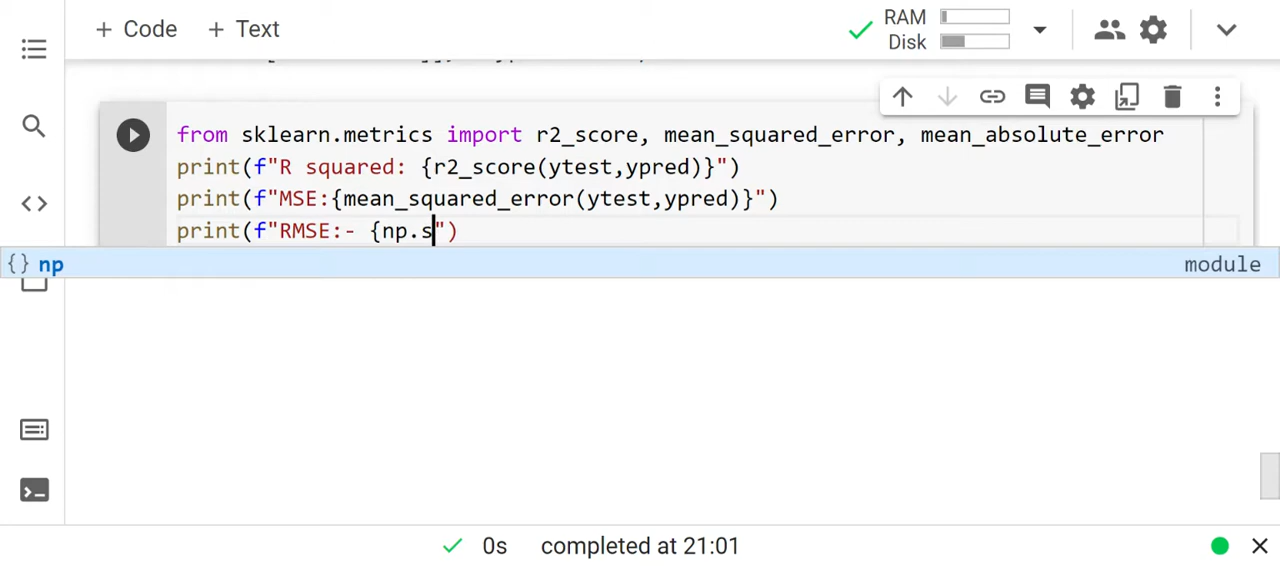 + Code + Text
RAM
Disk
from sklearn.metrics import r2_score, mean_squared_error, mean_absolute_error
print(f"R squared: {r2_score(ytest,ypred)}")
print(f"MSE:{mean_squared_error(ytest,ypred)}")
print(f"RMSE:- {np.s")
{} np module
0s completed at 21:01